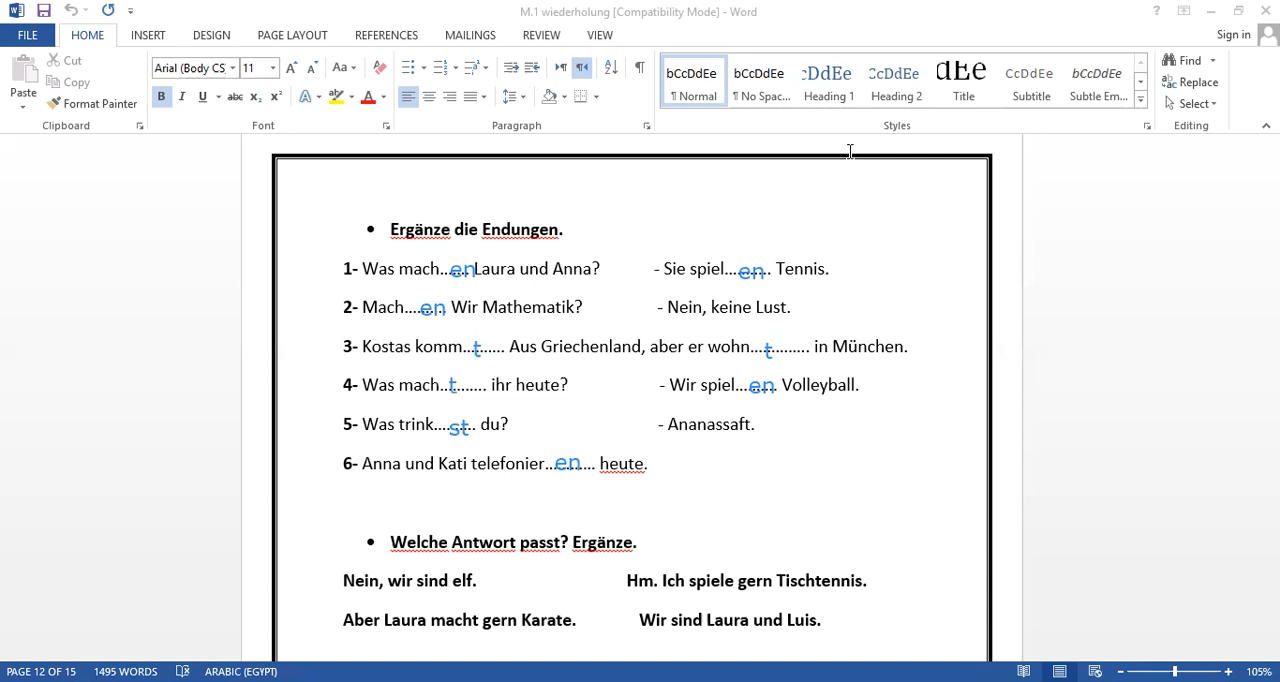 M.1 wiederholung [Compatibility Mode] - Word
FILE HOME INSERT DESIGN PAGE LAYOUT REFERENCES MAILINGS REVIEW VIEW Sign in
Cut
Copy
Format Painter
Paste
Clipboard
Arial (Body CS 11
Font
Paragraph
bCcDdEe bCcDdEe :DdEe CcDdEe dEe CcDdEe bCcDdEe
¶ Normal ¶ No Spac... Heading 1 Heading 2 Title Subtitle Subtle Em...
Styles
Find
Replace
Select
Editing
• Ergänze die Endungen.
1- Was mach...en Laura und Anna? - Sie spiel...en... Tennis.
2- Mach....en. Wir Mathematik? - Nein, keine Lust.
3- Kostas komm...t...... Aus Griechenland, aber er wohn...t.......... in München.
4- Was mach...t....... ihr heute? - Wir spiel...en.. Volleyball.
5- Was trink....st.. du? - Ananassaft.
6- Anna und Kati telefonier...en.... heute.
• Welche Antwort passt? Ergänze.
Nein, wir sind elf. Hm. Ich spiele gern Tischtennis.
Aber Laura macht gern Karate. Wir sind Laura und Luis.
PAGE 12 OF 15 1495 WORDS ARABIC (EGYPT) 105%